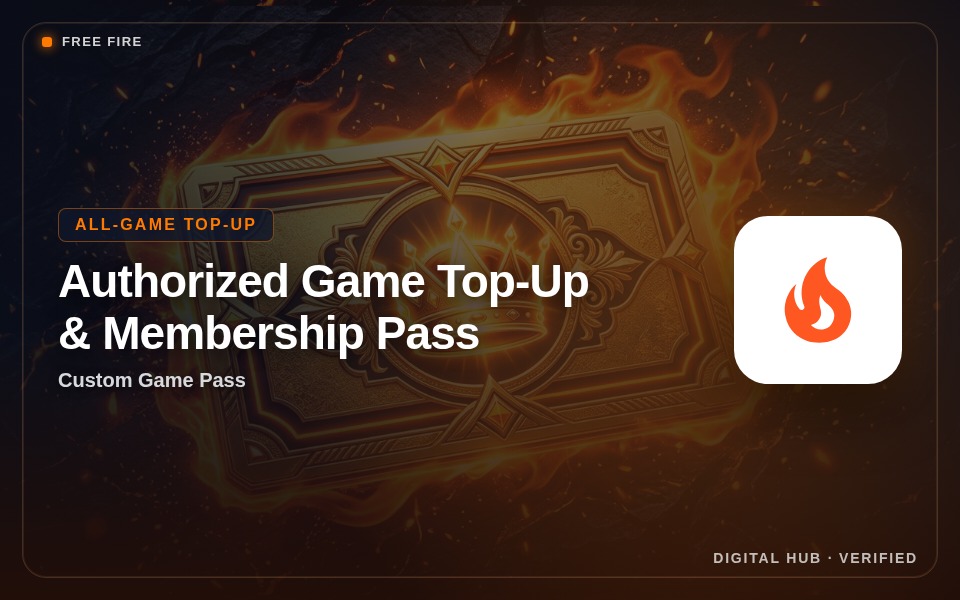 FREE FIRE
ALL-GAME TOP-UP
Authorized Game Top-Up
& Membership Pass
Custom Game Pass
DIGITAL HUB · VERIFIED